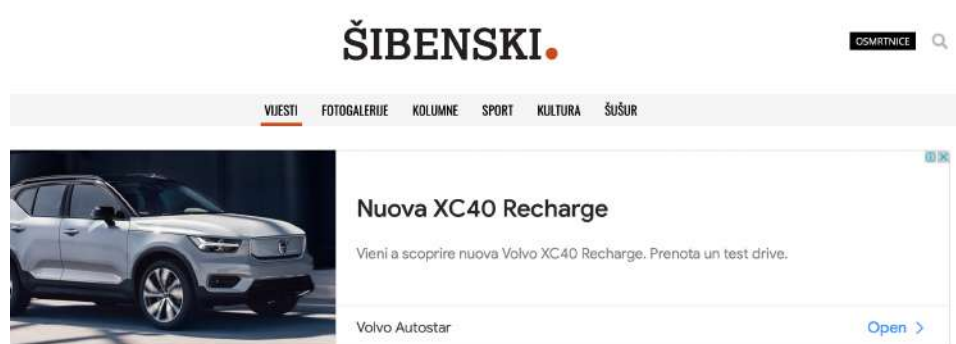 ŠIBENSKI.
OSMRTNICE
VIJESTI FOTOGALERIJE KOLUMNE SPORT KULTURA ŠUŠUR
Nuova XC40 Recharge
Vieni a scoprire nuova Volvo XC40 Recharge. Prenota un test drive.
Volvo Autostar
Open >